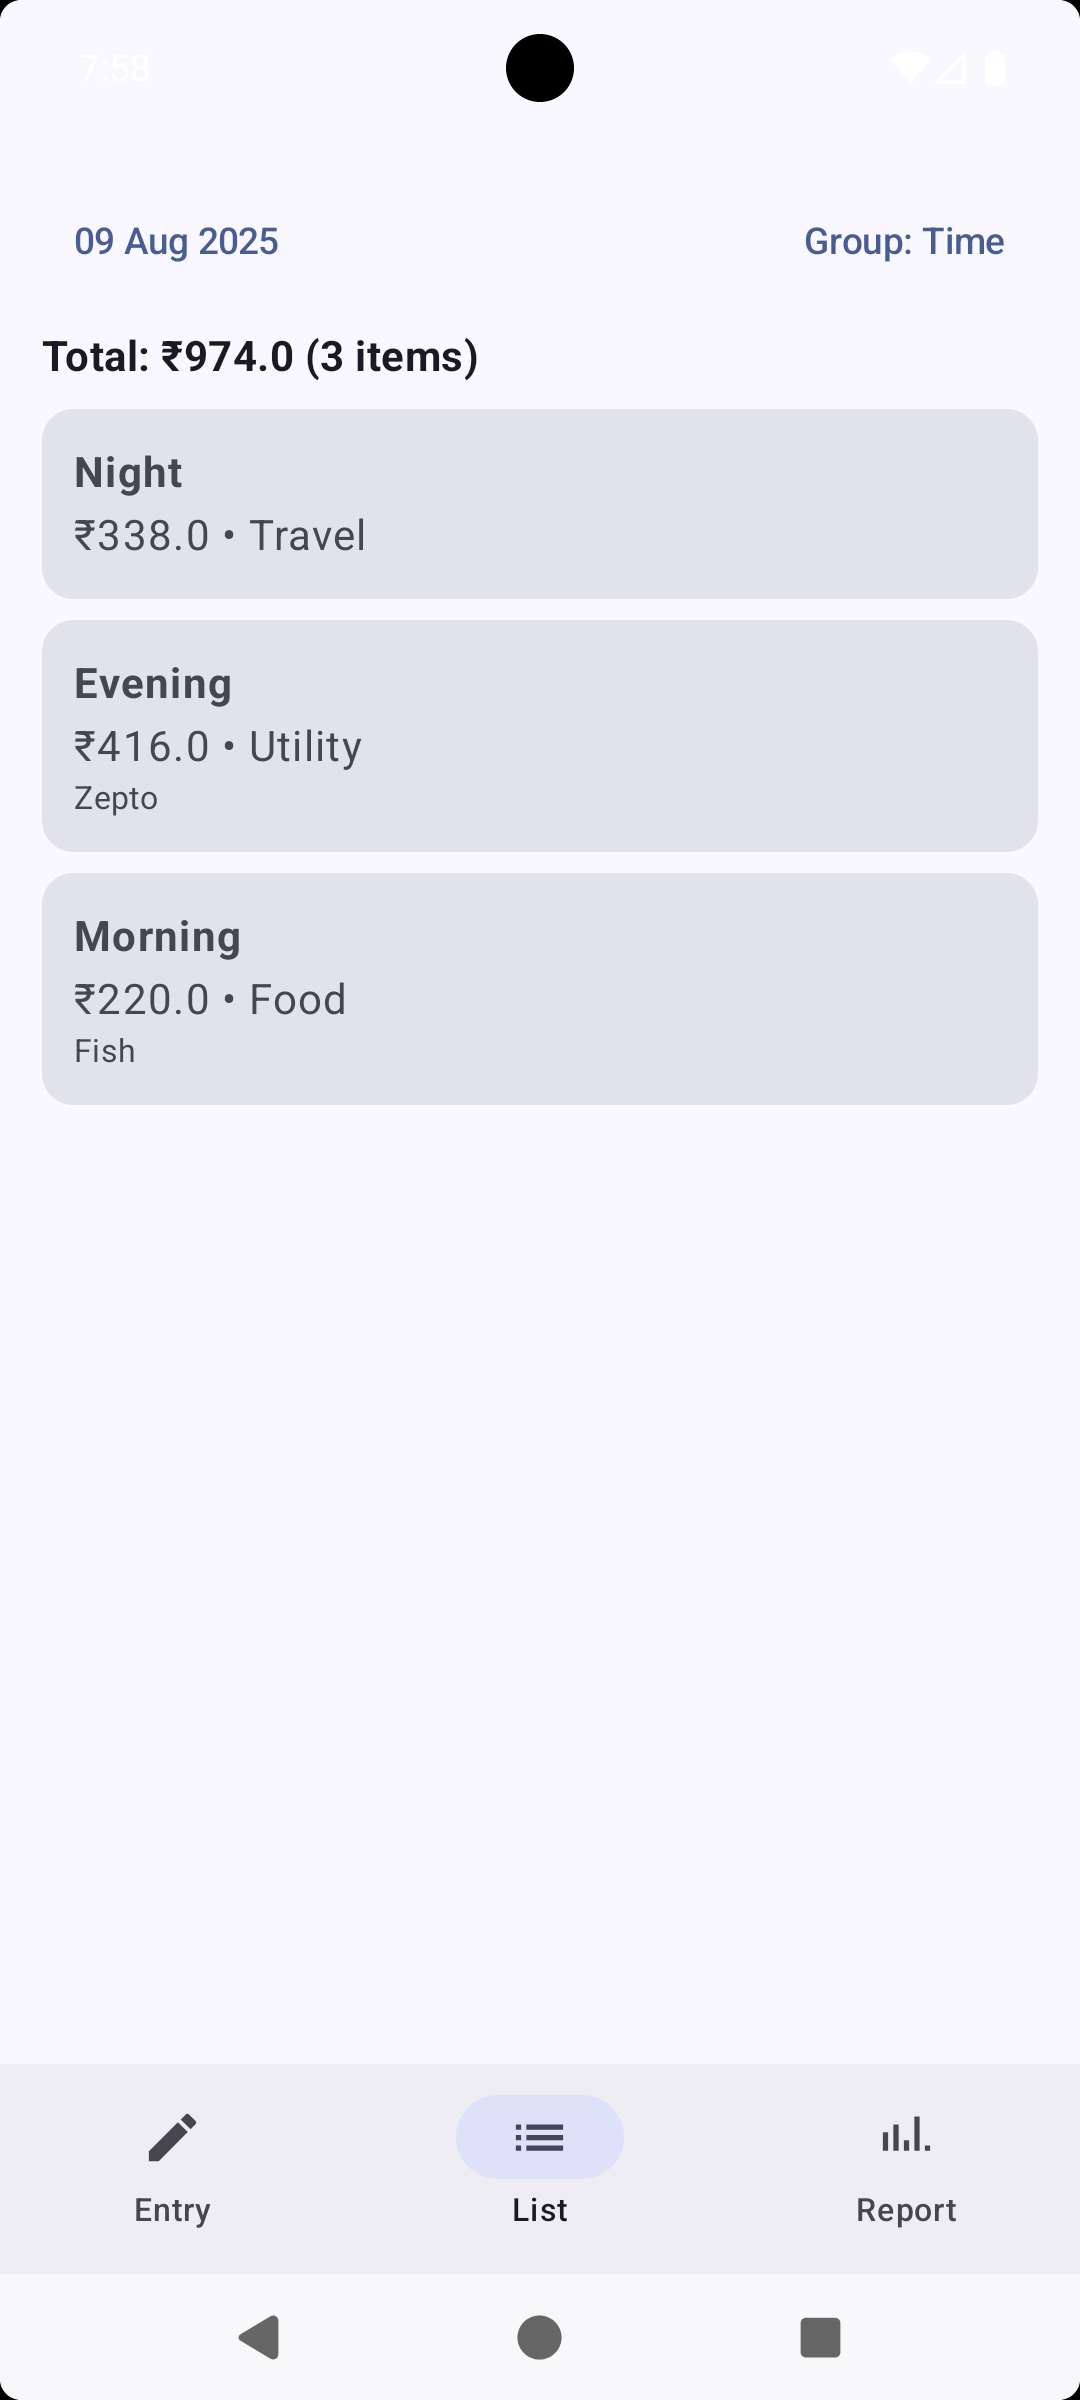 7:58
09 Aug 2025
Group: Time
Total: ₹974.0 (3 items)
Night
₹338.0 • Travel
Evening
₹416.0 • Utility
Zepto
Morning
₹220.0 • Food
Fish
Entry
List
Report